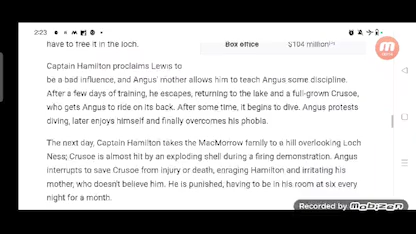 2:23
have to free it in the loch.
Box office $104 million
Captain Hamilton proclaims Lewis to
be a bad influence, and Angus' mother allows him to teach Angus some discipline.
After a few days of training, he escapes, returning to the lake and a full-grown Crusoe,
who gets Angus to ride on its back. After some time, it begins to dive. Angus protests
diving, later enjoys himself and finally overcomes his phobia.
The next day, Captain Hamilton takes the MacMorrow family to a hill overlooking Loch
Ness; Crusoe is almost hit by an exploding shell during a firing demonstration. Angus
interrupts to save Crusoe from injury or death, enraging Hamilton and irritating his
mother, who doesn't believe him. He is punished, having to be in his room at six every
night for a month.
Recorded by Mobizen